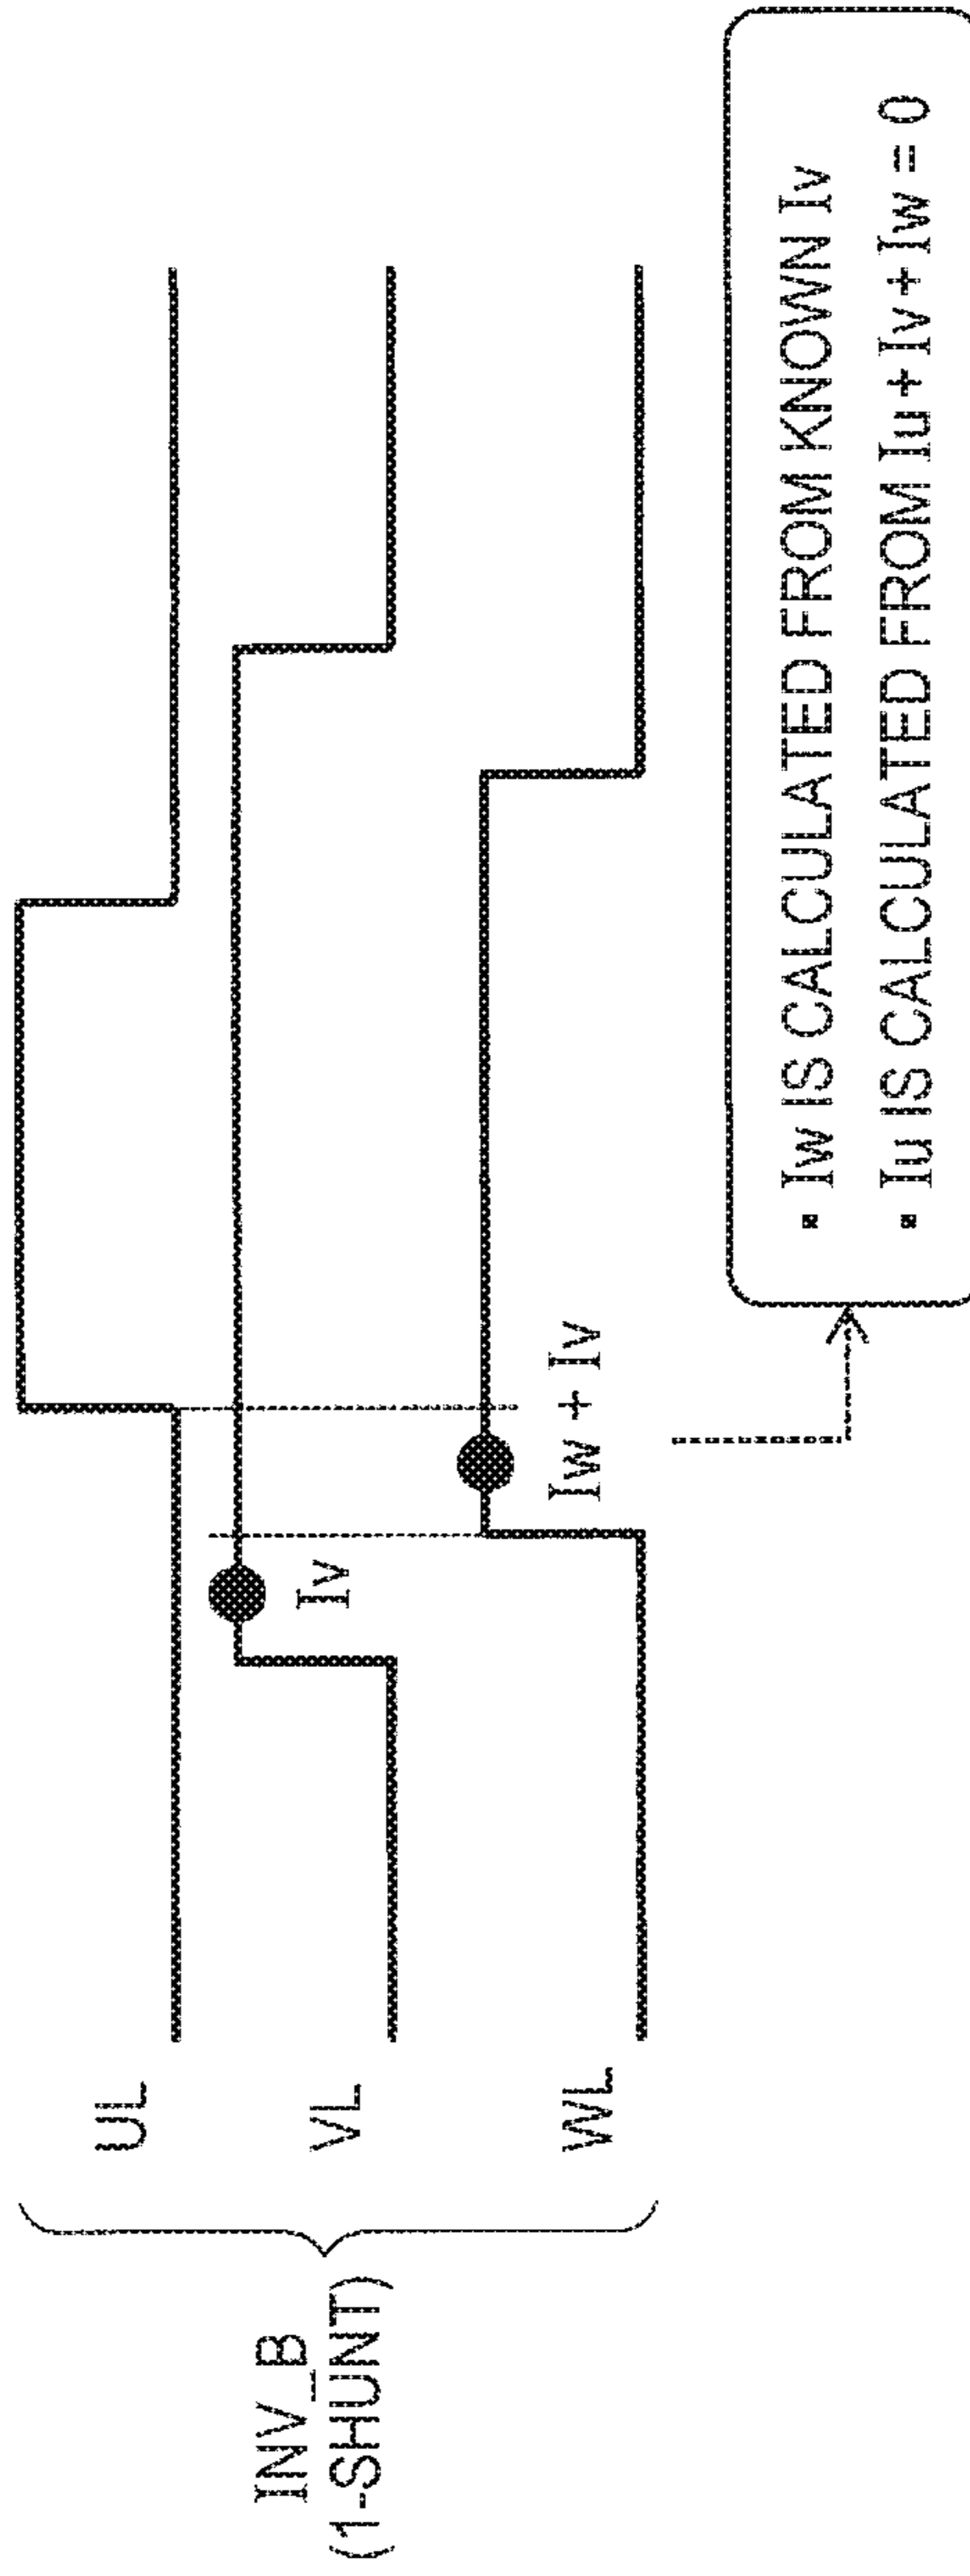 INV_B
(1-SHUNT)
UL
VL
WL
Iv
Iw + Iv
▪ Iw IS CALCULATED FROM KNOWN Iv
▪ Iu IS CALCULATED FROM Iu + Iv + Iw = 0